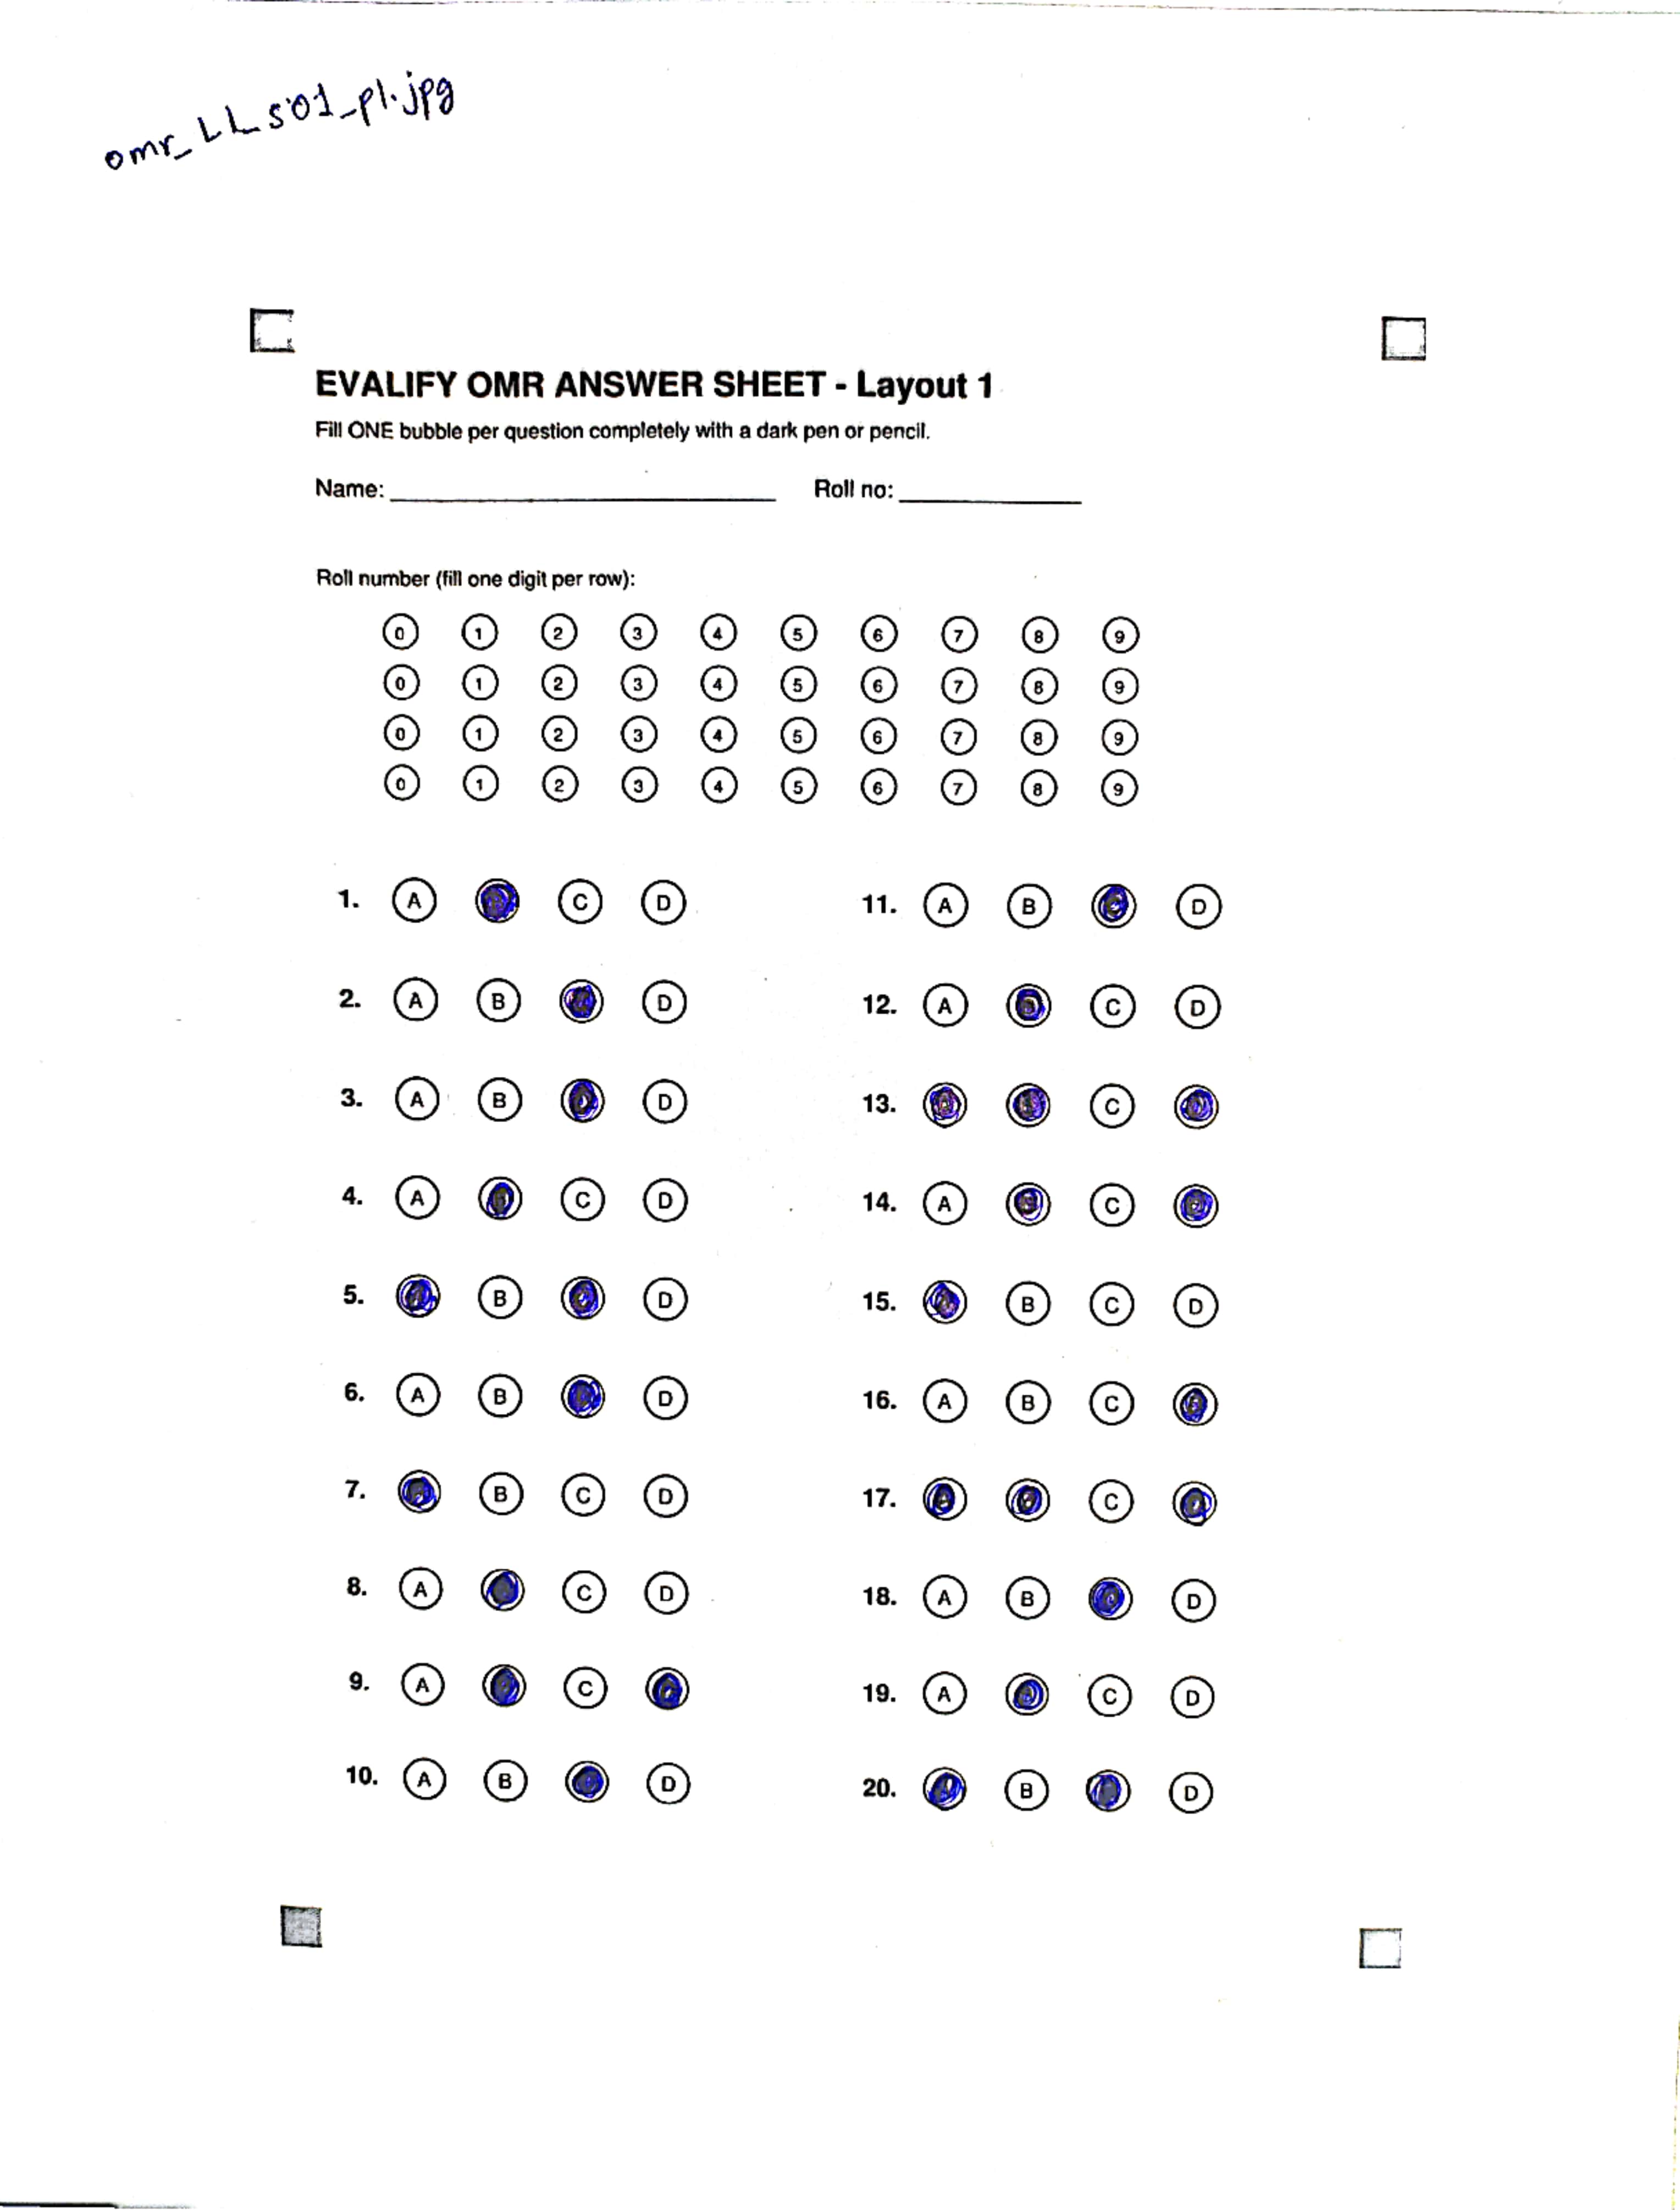 omr_L1_S01_p1.jpg
EVALIFY OMR ANSWER SHEET - Layout 1
Fill ONE bubble per question completely with a dark pen or pencil.
Name: Roll no:
Roll number (fill one digit per row):
0 1 2 3 4 5 6 7 8 9
0 1 2 3 4 5 6 7 8 9
0 1 2 3 4 5 6 7 8 9
0 1 2 3 4 5 6 7 8 9
1. A B C D 11. A B C D
2. A B C D 12. A B C D
3. A B C D 13. A B C D
4. A B C D 14. A B C D
5. A B C D 15. A B C D
6. A B C D 16. A B C D
7. A B C D 17. A B C D
8. A B C D 18. A B C D
9. A B C D 19. A B C D
10. A B C D 20. A B C D